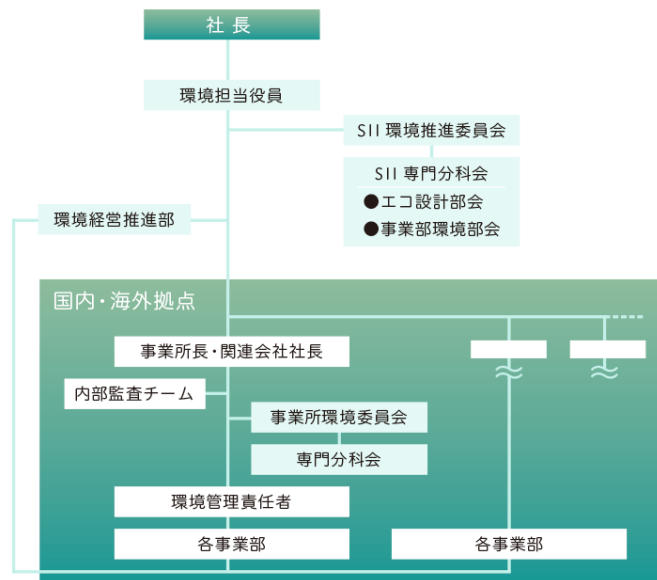 社 長
環境担当役員
SII 環境推進委員会
SII 専門分科会
●エコ設計部会
●事業部環境部会
環境経営推進部
国内・海外拠点
事業所長・関連会社社長
内部監査チーム
事業所環境委員会
専門分科会
環境管理責任者
各事業部
各事業部